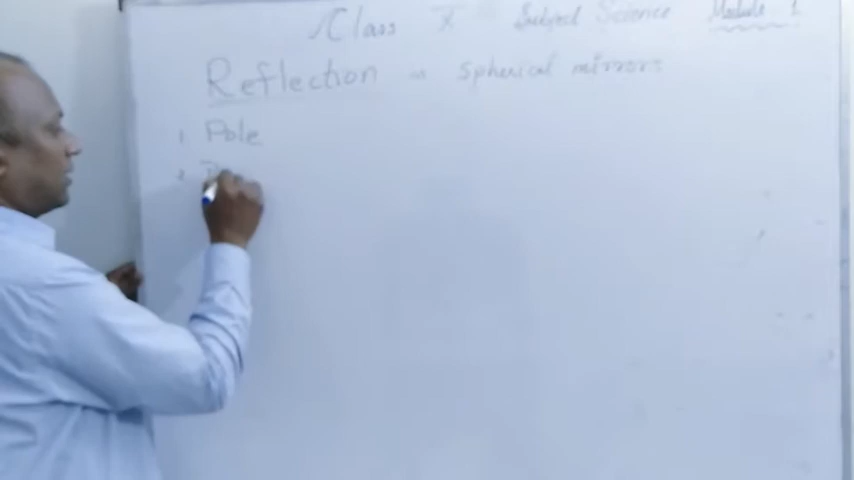 Class X Subject Science Module 1
Reflection in spherical mirrors
1 Pole
2